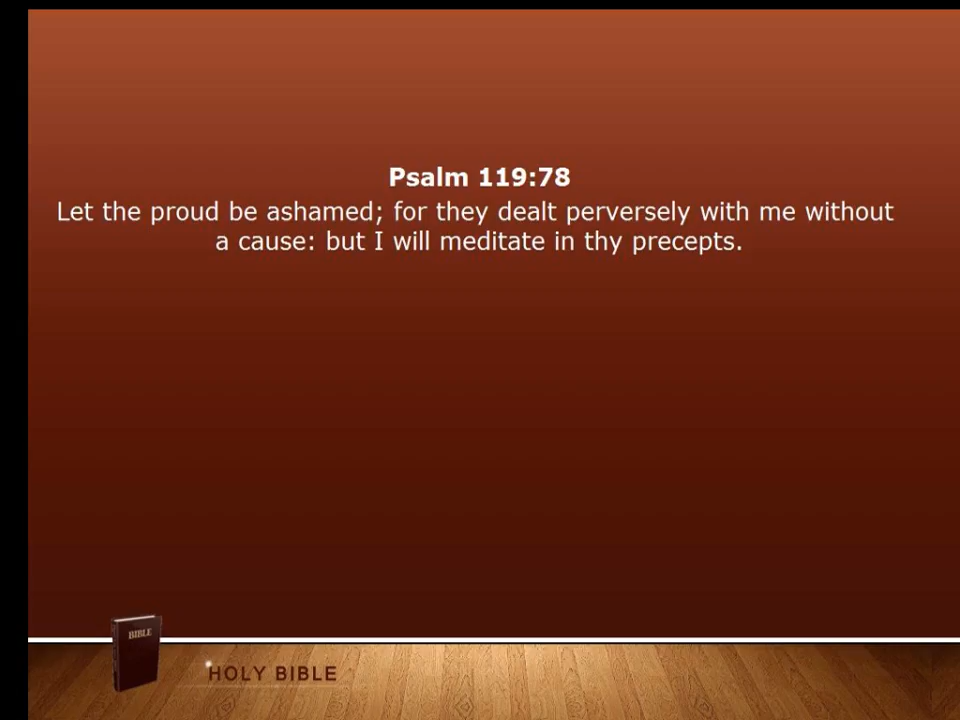 Psalm 119:78
Let the proud be ashamed; for they dealt perversely with me without
a cause: but I will meditate in thy precepts.
BIBLE
HOLY BIBLE